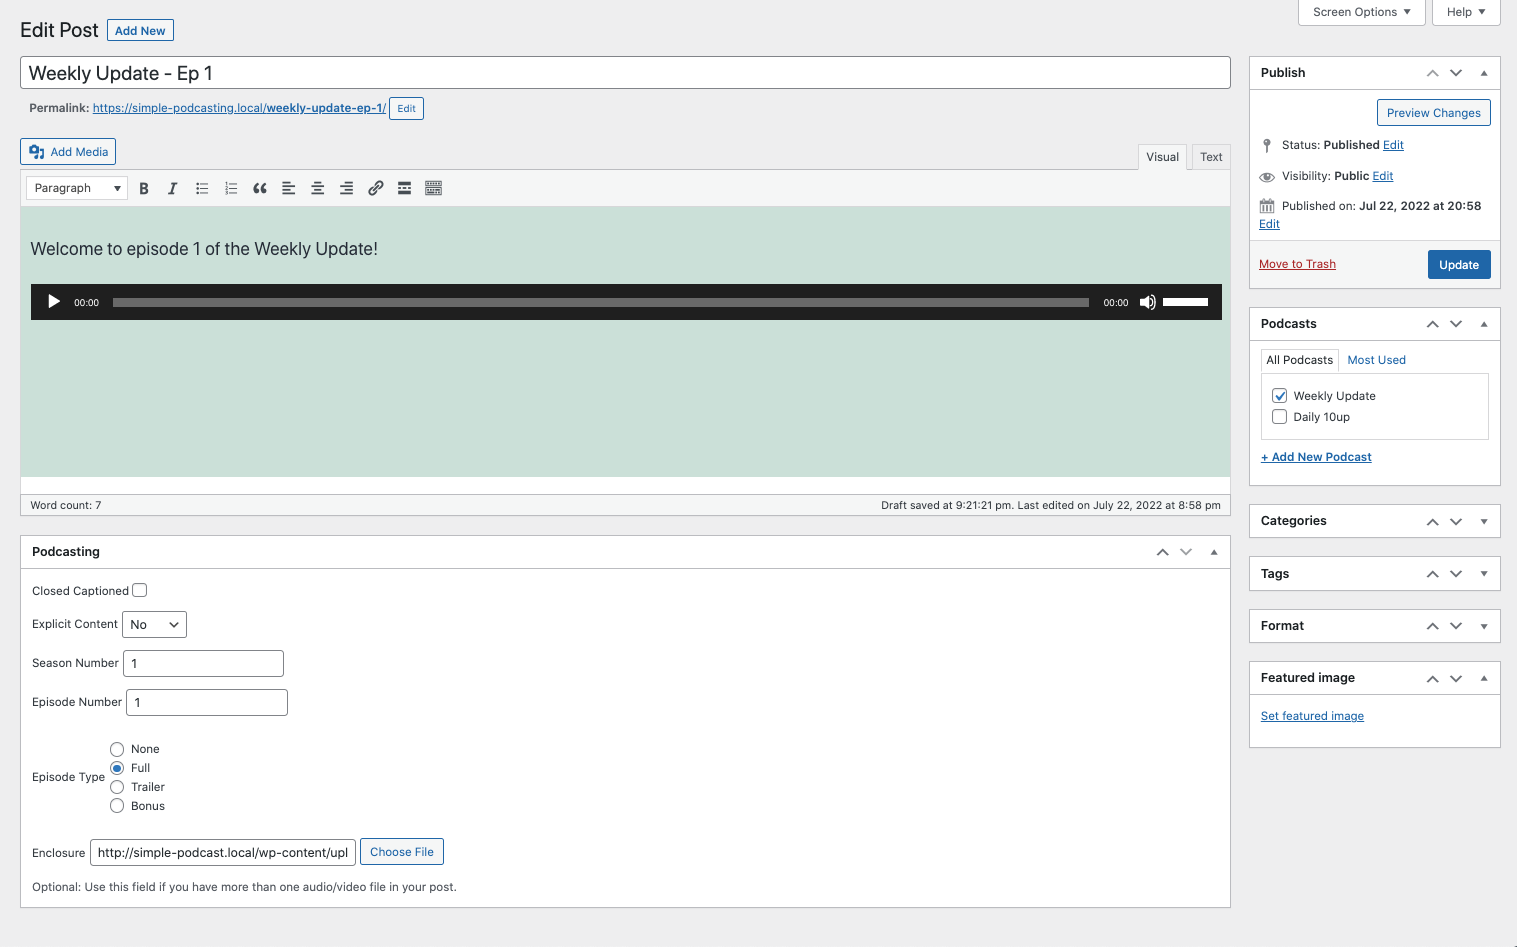 Screen Options
Help
Edit Post
Add New
Weekly Update - Ep 1
Permalink: https://simple-podcasting.local/weekly-update-ep-1/ Edit
Add Media
Visual
Text
Paragraph
Welcome to episode 1 of the Weekly Update!
00:00
00:00
Word count: 7
Draft saved at 9:21:21 pm. Last edited on July 22, 2022 at 8:58 pm
Podcasting
Closed Captioned
Explicit Content No
Season Number 1
Episode Number 1
Episode Type
None
Full
Trailer
Bonus
Enclosure http://simple-podcast.local/wp-content/upl Choose File
Optional: Use this field if you have more than one audio/video file in your post.
Publish
Preview Changes
Status: Published Edit
Visibility: Public Edit
Published on: Jul 22, 2022 at 20:58
Edit
Move to Trash
Update
Podcasts
All Podcasts
Most Used
Weekly Update
Daily 10up
+ Add New Podcast
Categories
Tags
Format
Featured image
Set featured image